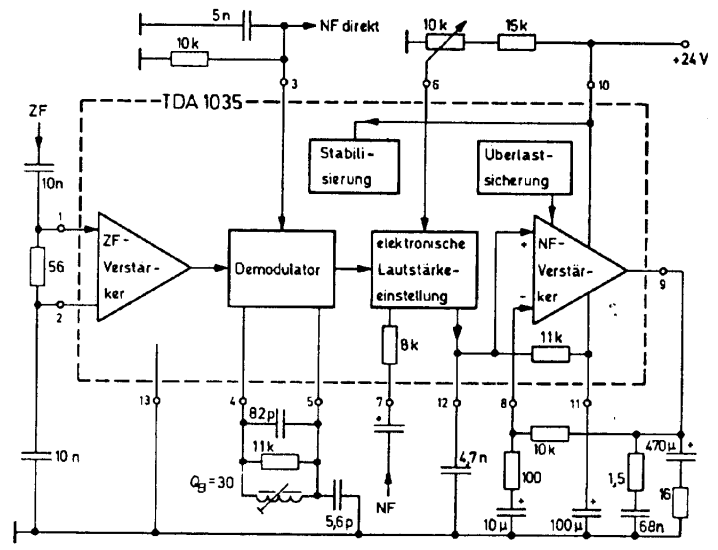 5n
NF direkt
10k
3
10k
15k
6
10
+24V
TDA 1035
ZF
10n
1
56
2
10n
ZF-
Verstär-
ker
Stabili-
sierung
Überlast-
sicherung
Demodulator
elektronische
Lautstärke-
einstellung
+
NF-
Verstär-
ker
-
9
8k
11k
13
4
5
7
12
8
11
82p
11k
QB=30
5,6p
+
NF
4,7n
10k
100
+
10µ
+
100µ
1,5
68n
470µ
+
16